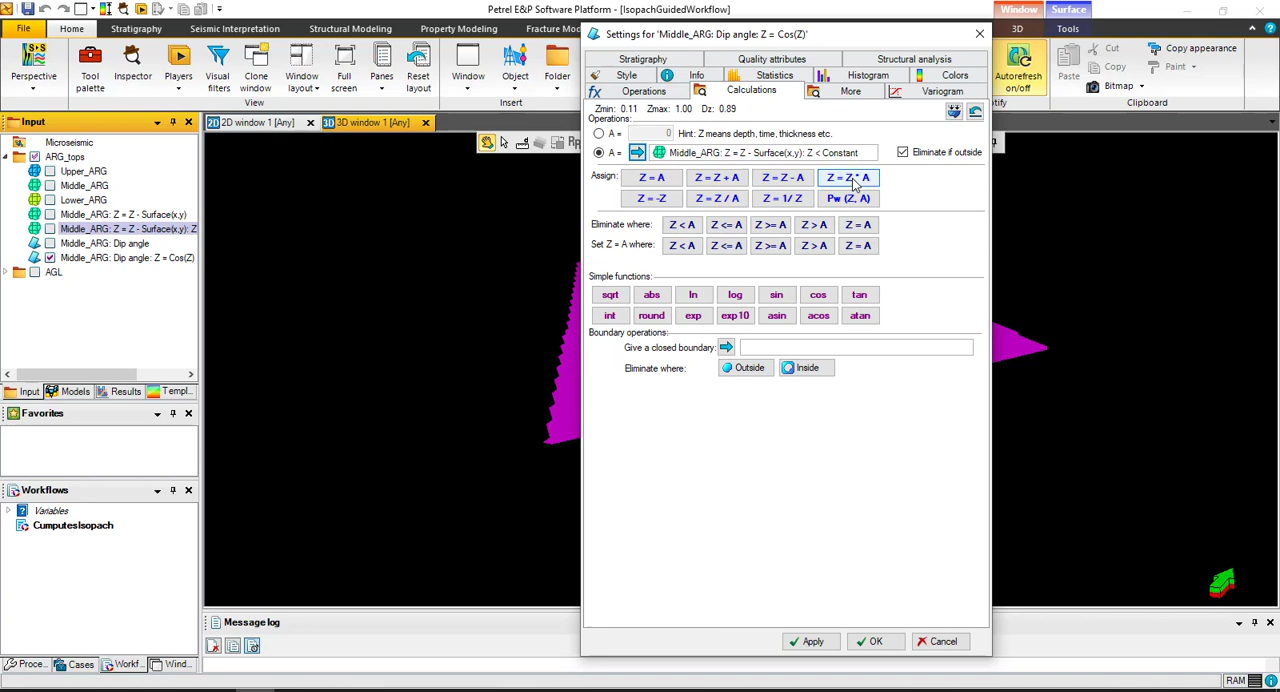 Petrel E&P Software Platform - [IsopachGuidedWorkflow]
Window
Surface
File
Home
Stratigraphy
Seismic Interpretation
Structural Modeling
Property Modeling
Fracture Mo
3D
Tools
Perspective
Tool palette
Inspector
Players
Visual filters
Clone window
Window layout
Full screen
Panes
Reset layout
Window
Object
Folder
View
Insert
Settings for 'Middle_ARG: Dip angle: Z = Cos(Z)'
Autorefresh on/off
Paste
Cut
Copy
Bitmap
Copy appearance
Paint
Clipboard
Input
Microseismic
ARG_tops
Upper_ARG
Middle_ARG
Lower_ARG
Middle_ARG: Z = Z - Surface(x,y)
Middle_ARG: Z = Z - Surface(x,y): Z
Middle_ARG: Dip angle
Middle_ARG: Dip angle: Z = Cos(Z)
AGL
Input
Models
Results
Templ...
Favorites
Workflows
Variables
CumputesIsopach
Proce...
Cases
Workf...
Wind...
2D window 1 [Any]
3D window 1 [Any]
Stratigraphy
Quality attributes
Structural analysis
Style
Info
Statistics
Histogram
Colors
Operations
Calculations
More
Variogram
Zmin: 0.11 Zmax: 1.00 Dz: 0.89
Operations:
A = 0 Hint: Z means depth, time, thickness etc.
A = Middle_ARG: Z = Z - Surface(x,y): Z < Constant Eliminate if outside
Assign: Z = A Z = Z + A Z = Z - A Z = Z * A
Z = -Z Z = Z / A Z = 1/ Z Pw (Z, A)
Eliminate where: Z < A Z <= A Z >= A Z > A Z = A
Set Z = A where: Z < A Z <= A Z >= A Z > A Z = A
Simple functions:
sqrt abs ln log sin cos tan
int round exp exp10 asin acos atan
Boundary operations:
Give a closed boundary:
Eliminate where: Outside Inside
Apply OK Cancel
Message log
RAM